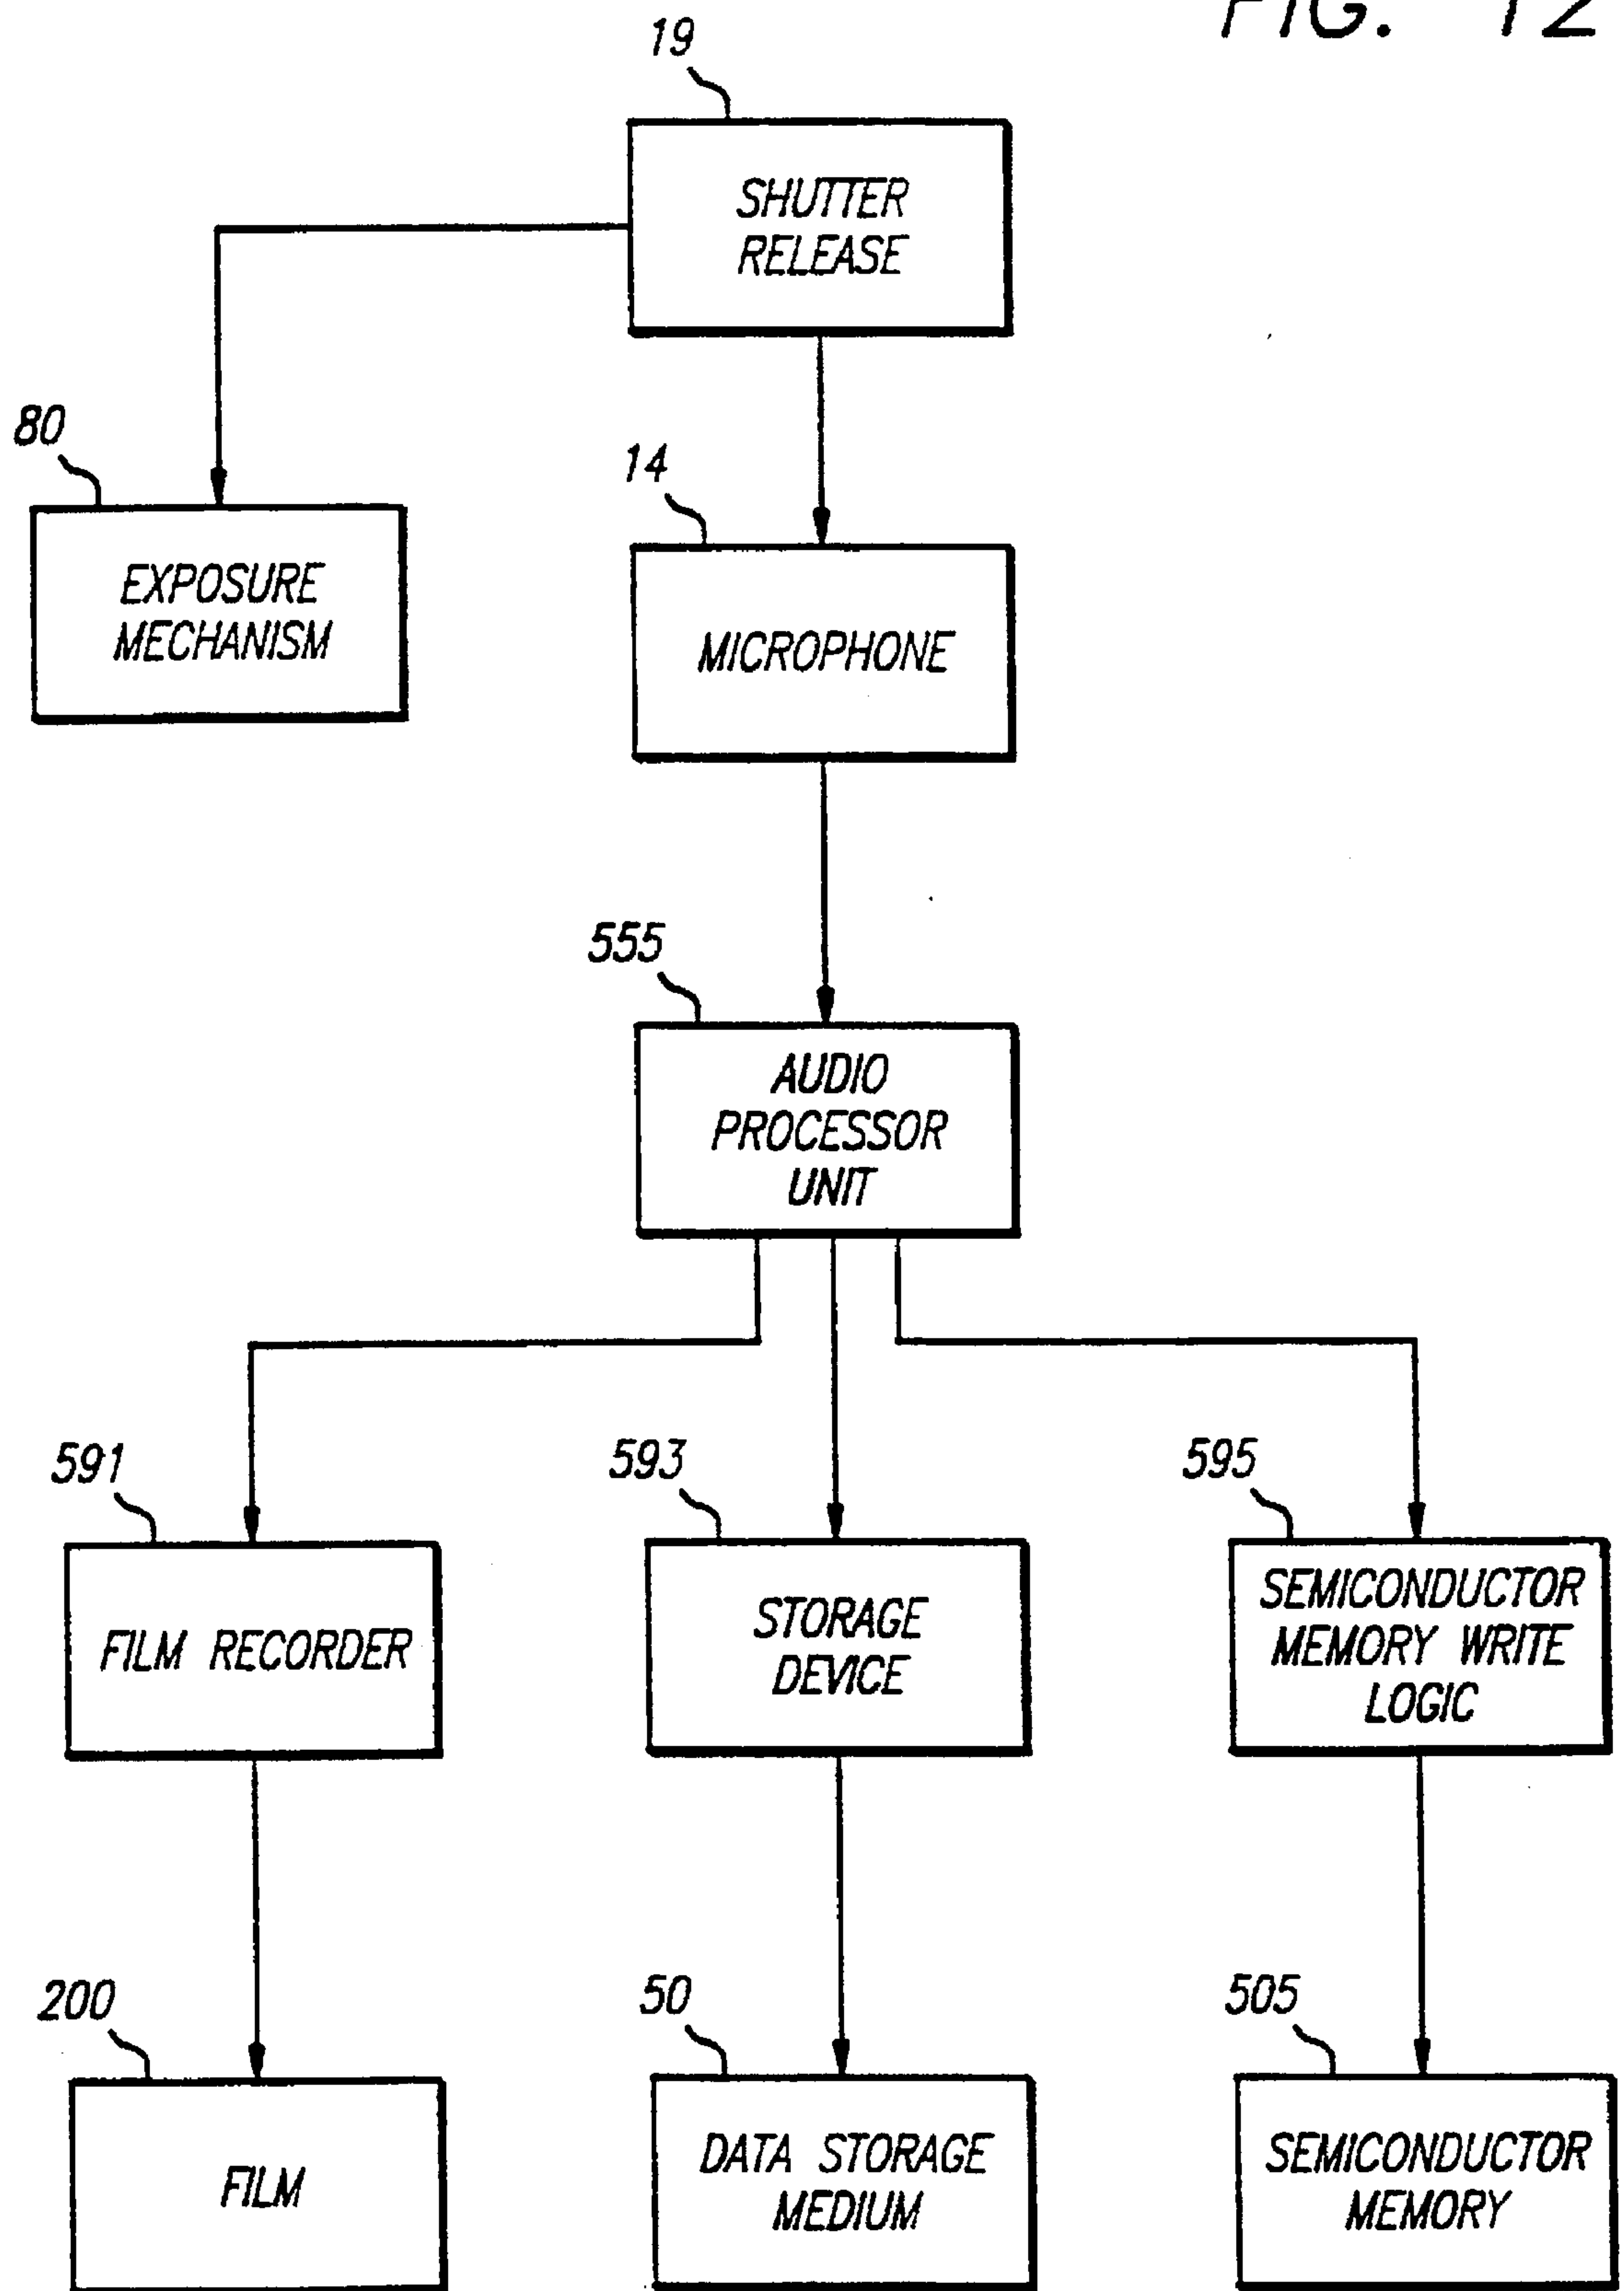 FIG. 12
19
SHUTTER
RELEASE
80
EXPOSURE
MECHANISM
14
MICROPHONE
555
AUDIO
PROCESSOR
UNIT
591
FILM RECORDER
593
STORAGE
DEVICE
595
SEMICONDUCTOR
MEMORY WRITE
LOGIC
200
FILM
50
DATA STORAGE
MEDIUM
505
SEMICONDUCTOR
MEMORY